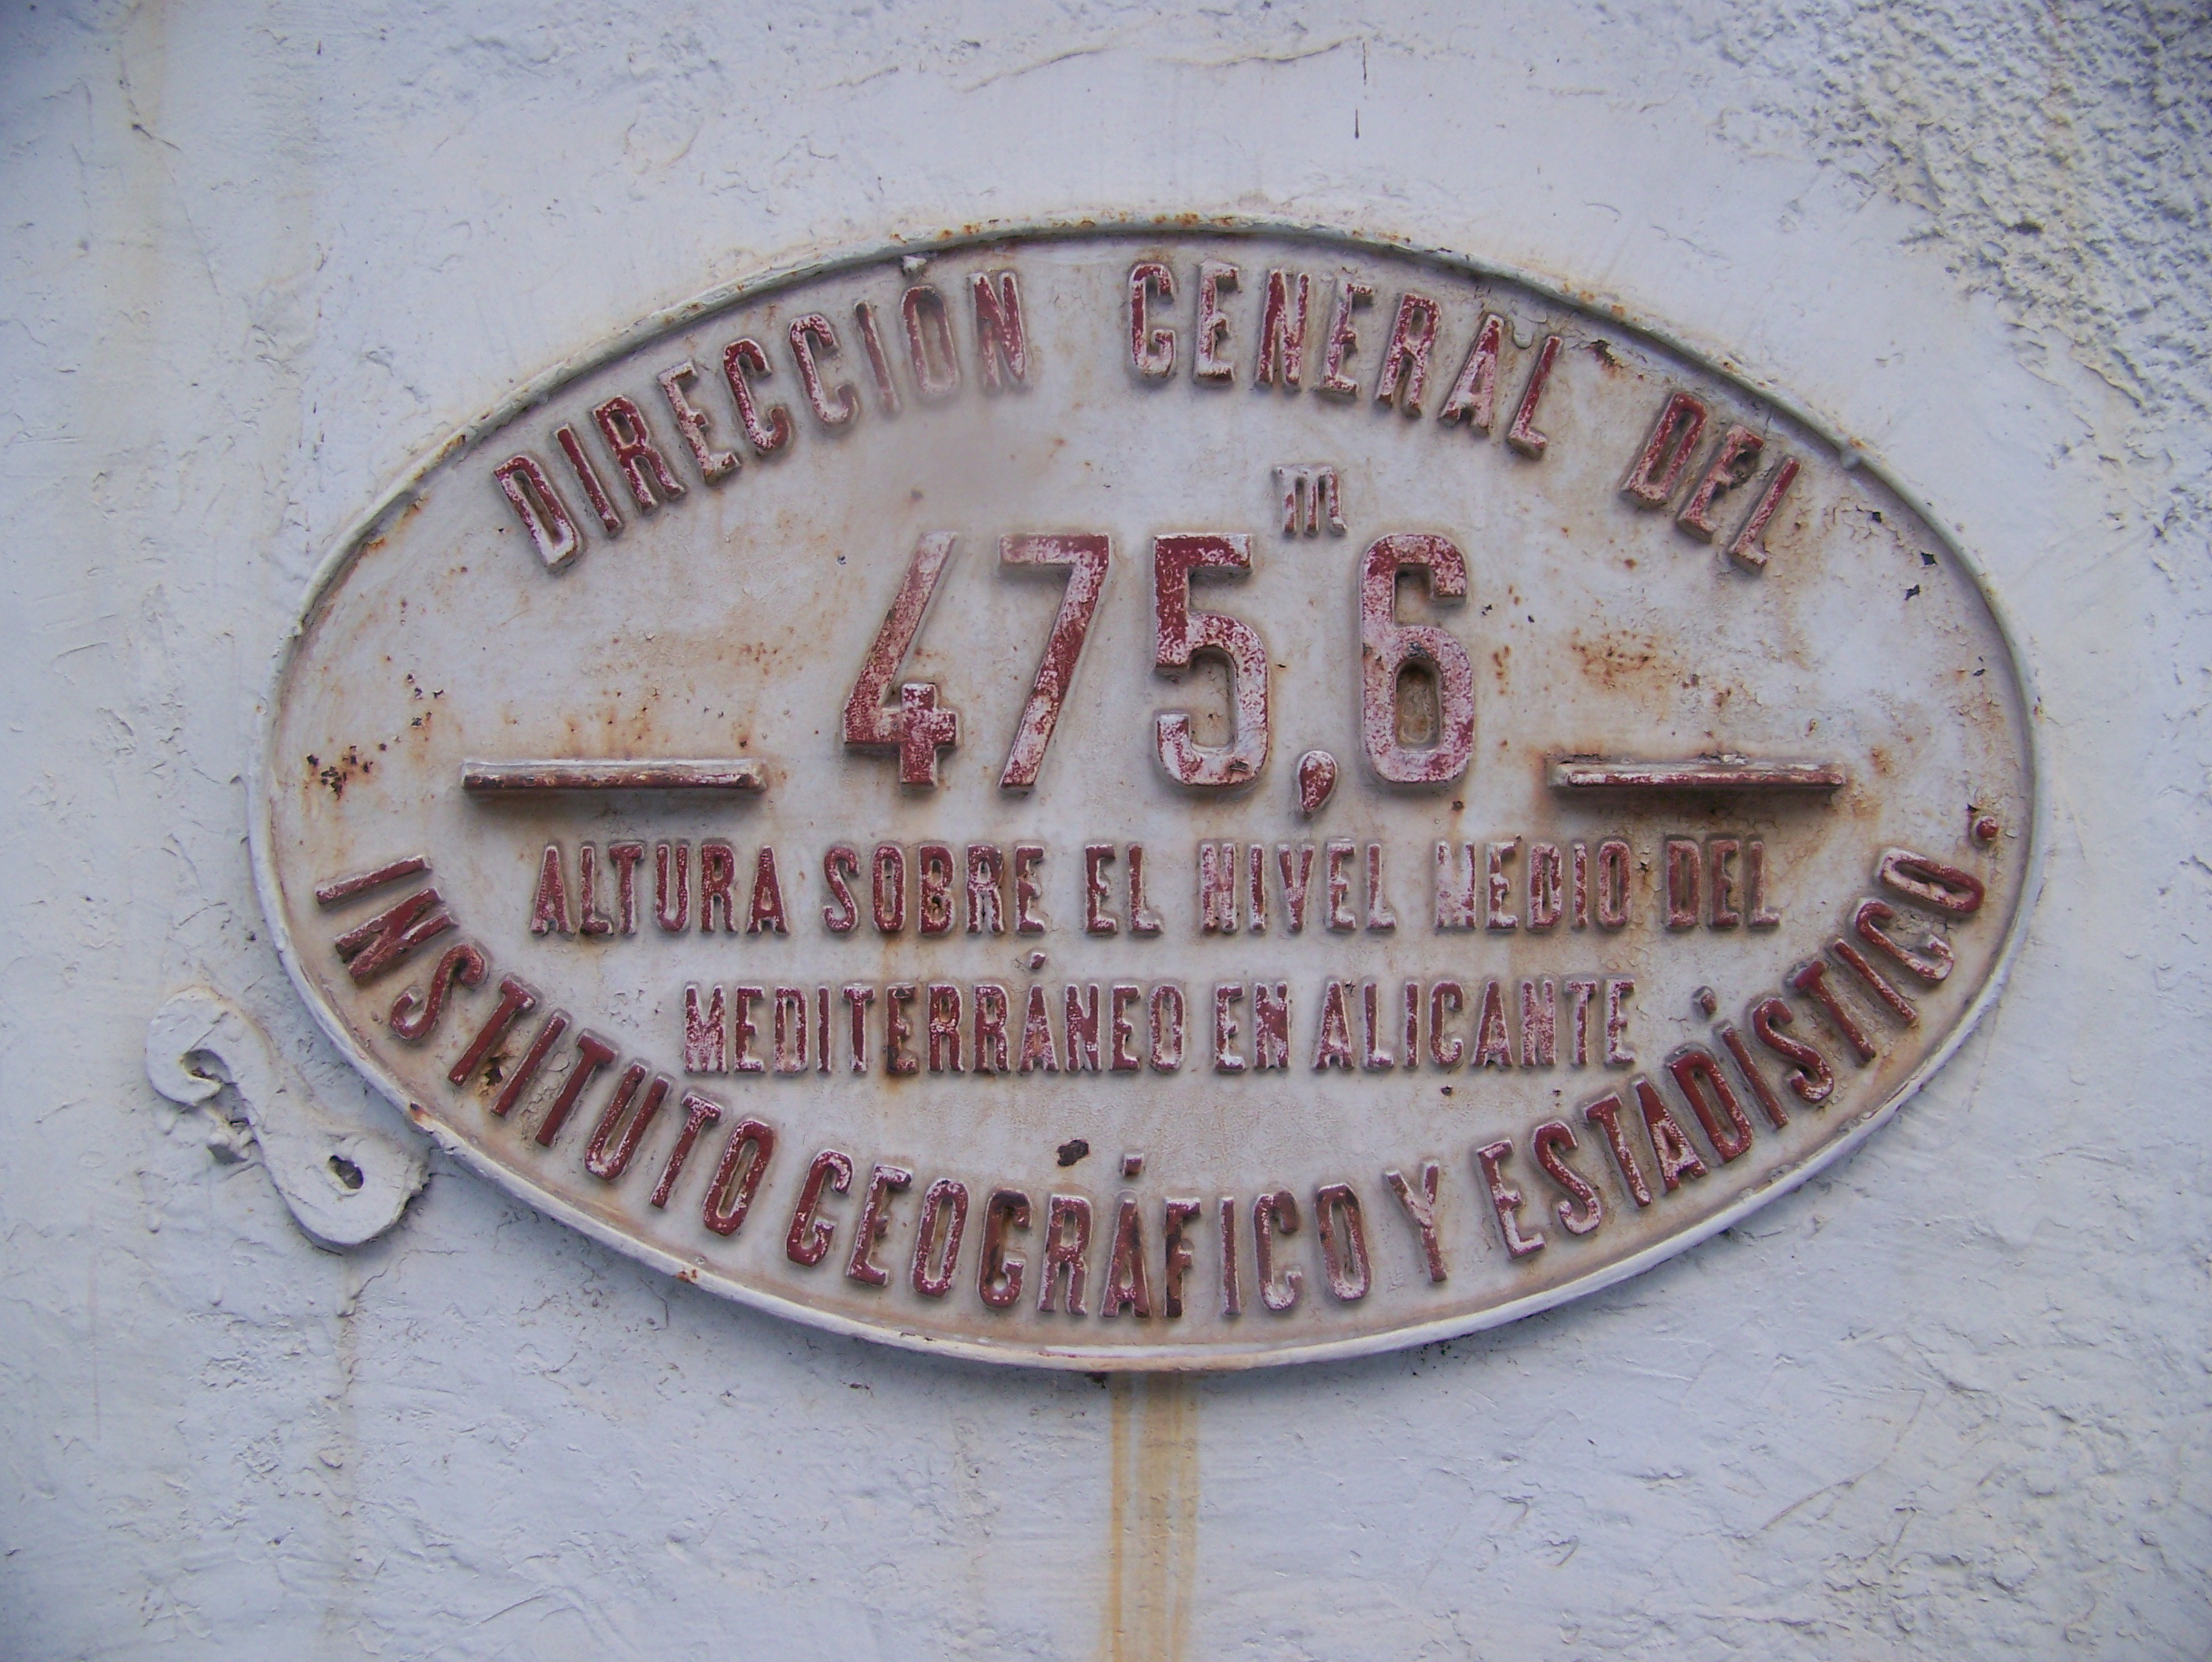 DIRECCIÓN GENERAL DEL
475,6 m
ALTURA SOBRE EL NIVEL MEDIO DEL
MEDITERRÁNEO EN ALICANTE
INSTITUTO GEOGRÁFICO Y ESTADÍSTICO.